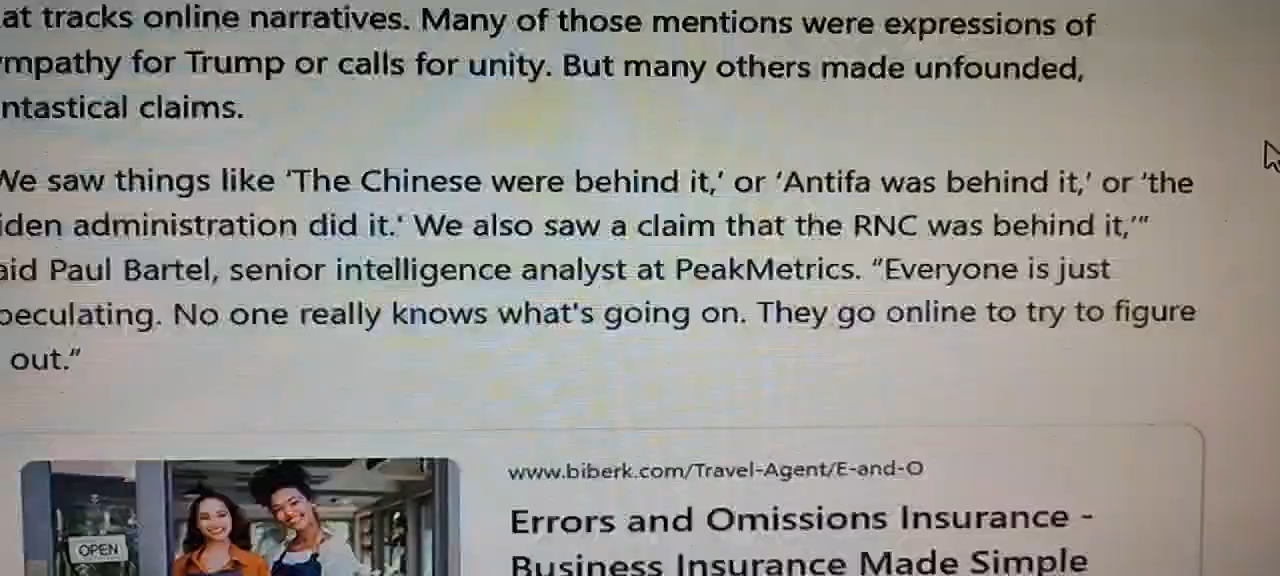 at tracks online narratives. Many of those mentions were expressions of
mpathy for Trump or calls for unity. But many others made unfounded,
ntastical claims.
We saw things like ‘The Chinese were behind it,’ or ‘Antifa was behind it,’ or ‘the
iden administration did it.‘ We also saw a claim that the RNC was behind it,’”
aid Paul Bartel, senior intelligence analyst at PeakMetrics. “Everyone is just
peculating. No one really knows what's going on. They go online to try to figure
out.”
www.biberk.com/Travel-Agent/E-and-O
Errors and Omissions Insurance -
Business Insurance Made Simple
OPEN